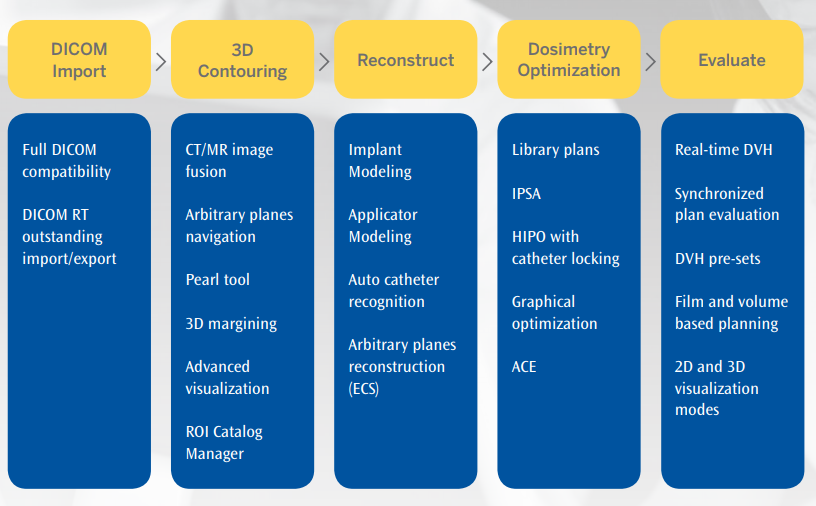 DICOM
Import
3D
Contouring
Reconstruct
Dosimetry
Optimization
Evaluate
Full DICOM
compatibility
DICOM RT
outstanding
import/export
CT/MR image
fusion
Arbitrary planes
navigation
Pearl tool
3D margining
Advanced
visualization
ROI Catalog
Manager
Implant
Modeling
Applicator
Modeling
Auto catheter
recognition
Arbitrary planes
reconstruction
(ECS)
Library plans
IPSA
HIPO with
catheter locking
Graphical
optimization
ACE
Real-time DVH
Synchronized
plan evaluation
DVH pre-sets
Film and volume
based planning
2D and 3D
visualization
modes